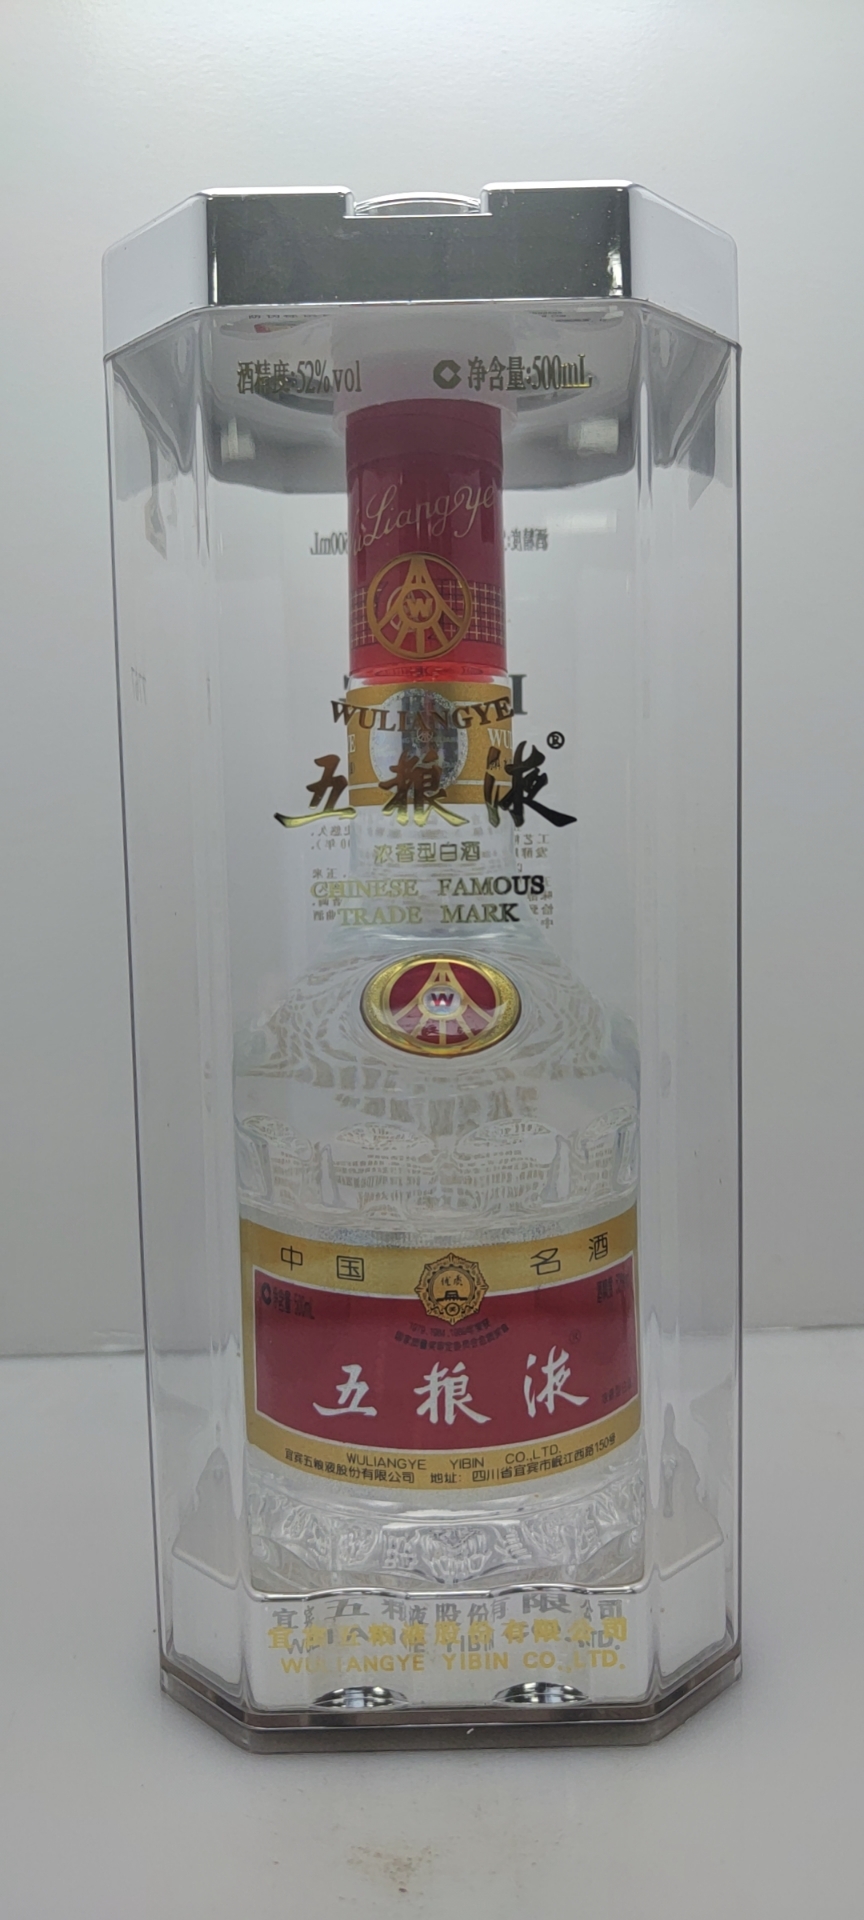 酒精度:52%vol 净含量:500mL
WuLiangYe
W
WULIANGYE
五粮液®
浓香型白酒
CHINESE FAMOUS
TRADE MARK
W
中国名酒
净含量:500mL
五粮液
WULIANGYE YIBIN CO.,LTD.
宜宾五粮液股份有限公司 地址:四川省宜宾市岷江西路150号
宜宾五粮液股份有限公司
WULIANGYE YIBIN CO.,LTD.